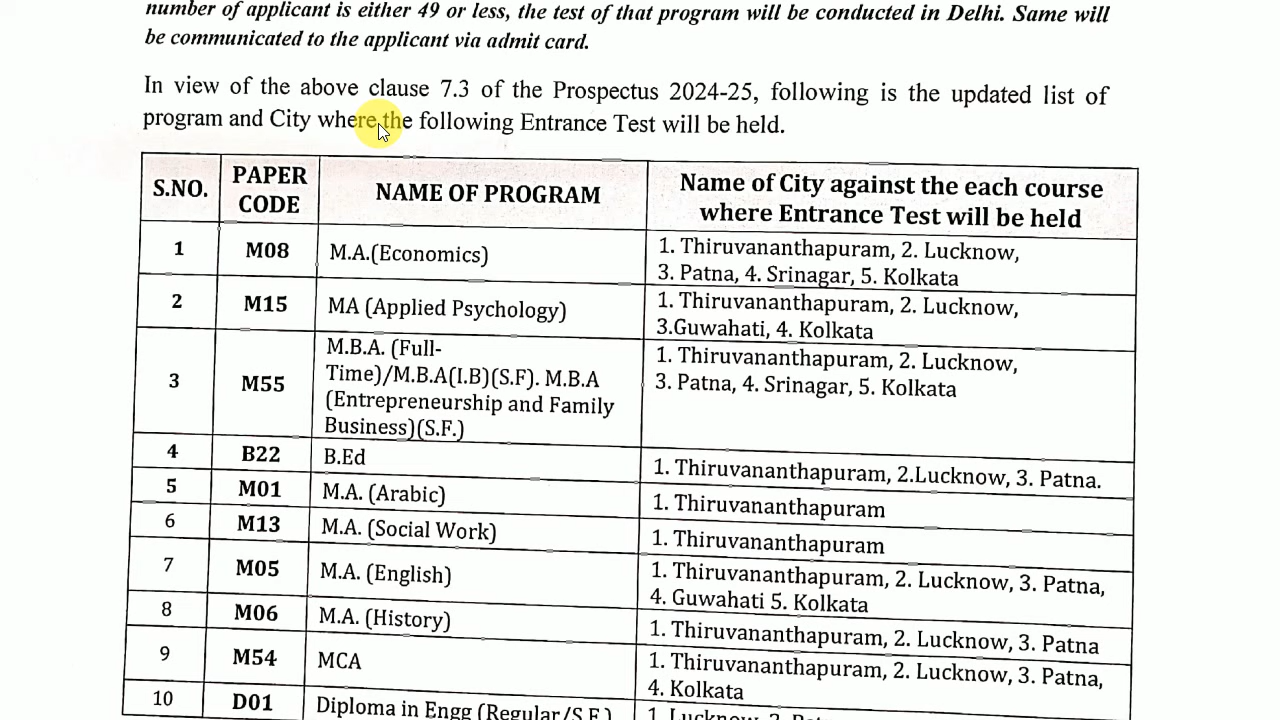 number of applicant is either 49 or less, the test of that program will be conducted in Delhi. Same will
be communicated to the applicant via admit card.
In view of the above clause 7.3 of the Prospectus 2024-25, following is the updated list of
program and City where the following Entrance Test will be held.
S.NO.
PAPER
CODE
NAME OF PROGRAM
Name of City against the each course
where Entrance Test will be held
1
M08
M.A.(Economics)
1. Thiruvananthapuram, 2. Lucknow,
3. Patna, 4. Srinagar, 5. Kolkata
2
M15
MA (Applied Psychology)
1. Thiruvananthapuram, 2. Lucknow,
3.Guwahati, 4. Kolkata
3
M55
M.B.A. (Full-
Time)/M.B.A(I.B)(S.F). M.B.A
(Entrepreneurship and Family
Business)(S.F.)
1. Thiruvananthapuram, 2. Lucknow,
3. Patna, 4. Srinagar, 5. Kolkata
4
B22
B.Ed
1. Thiruvananthapuram, 2.Lucknow, 3. Patna.
5
M01
M.A. (Arabic)
1. Thiruvananthapuram
6
M13
M.A. (Social Work)
1. Thiruvananthapuram
7
M05
M.A. (English)
1. Thiruvananthapuram, 2. Lucknow, 3. Patna,
4. Guwahati 5. Kolkata
8
M06
M.A. (History)
1. Thiruvananthapuram, 2. Lucknow, 3. Patna
9
M54
MCA
1. Thiruvananthapuram, 2. Lucknow, 3. Patna,
4. Kolkata
10
D01
Diploma in Engg (Regular/S.F.)
1. Lucknow, 2.